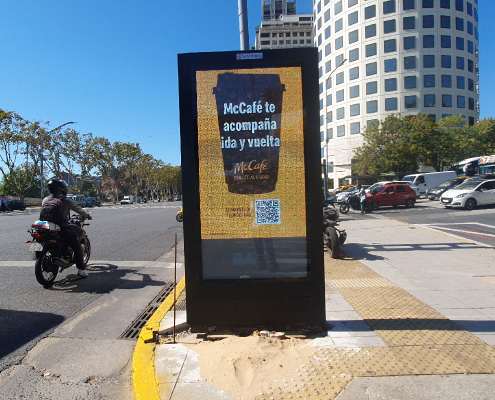 McCafé te
acompaña
ida y vuelta
McCafé